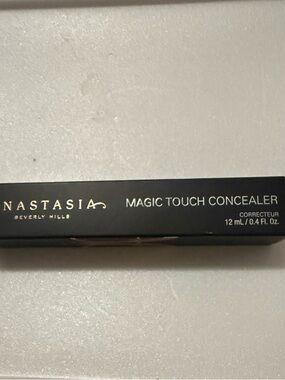 NASTASIA
BEVERLY HILLS
MAGIC TOUCH CONCEALER
CORRECTEUR
12 mL / 0.4 Fl. Oz.